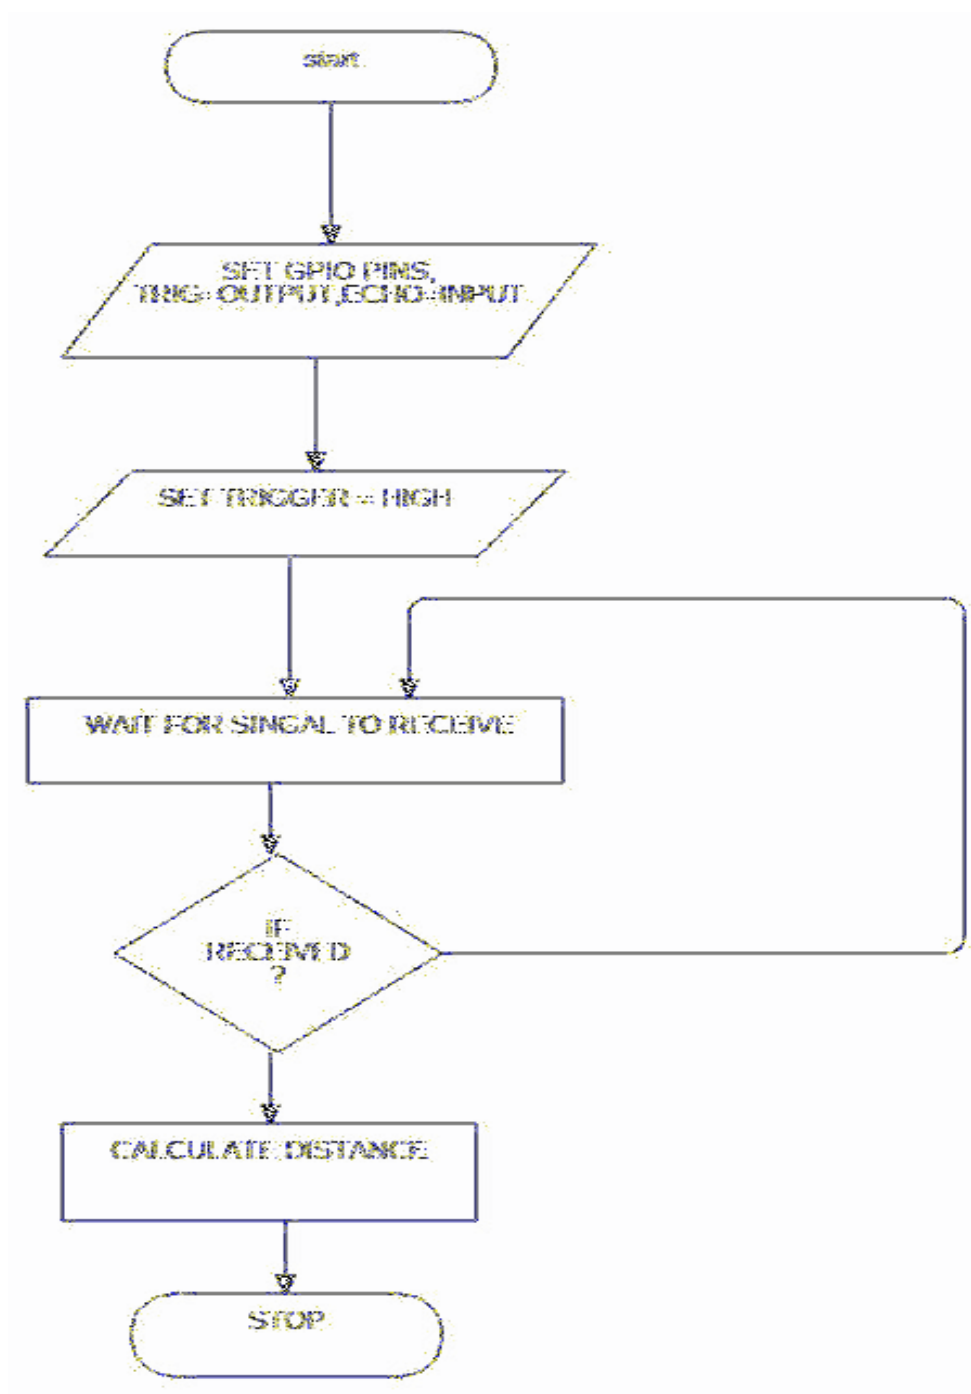 start
SET GPIO PINS,
TRIG=OUTPUT,ECHO=INPUT
SET TRIGGER = HIGH
WAIT FOR SINGAL TO RECEIVE
IF
RECEIVED
?
CALCULATE DISTANCE
STOP